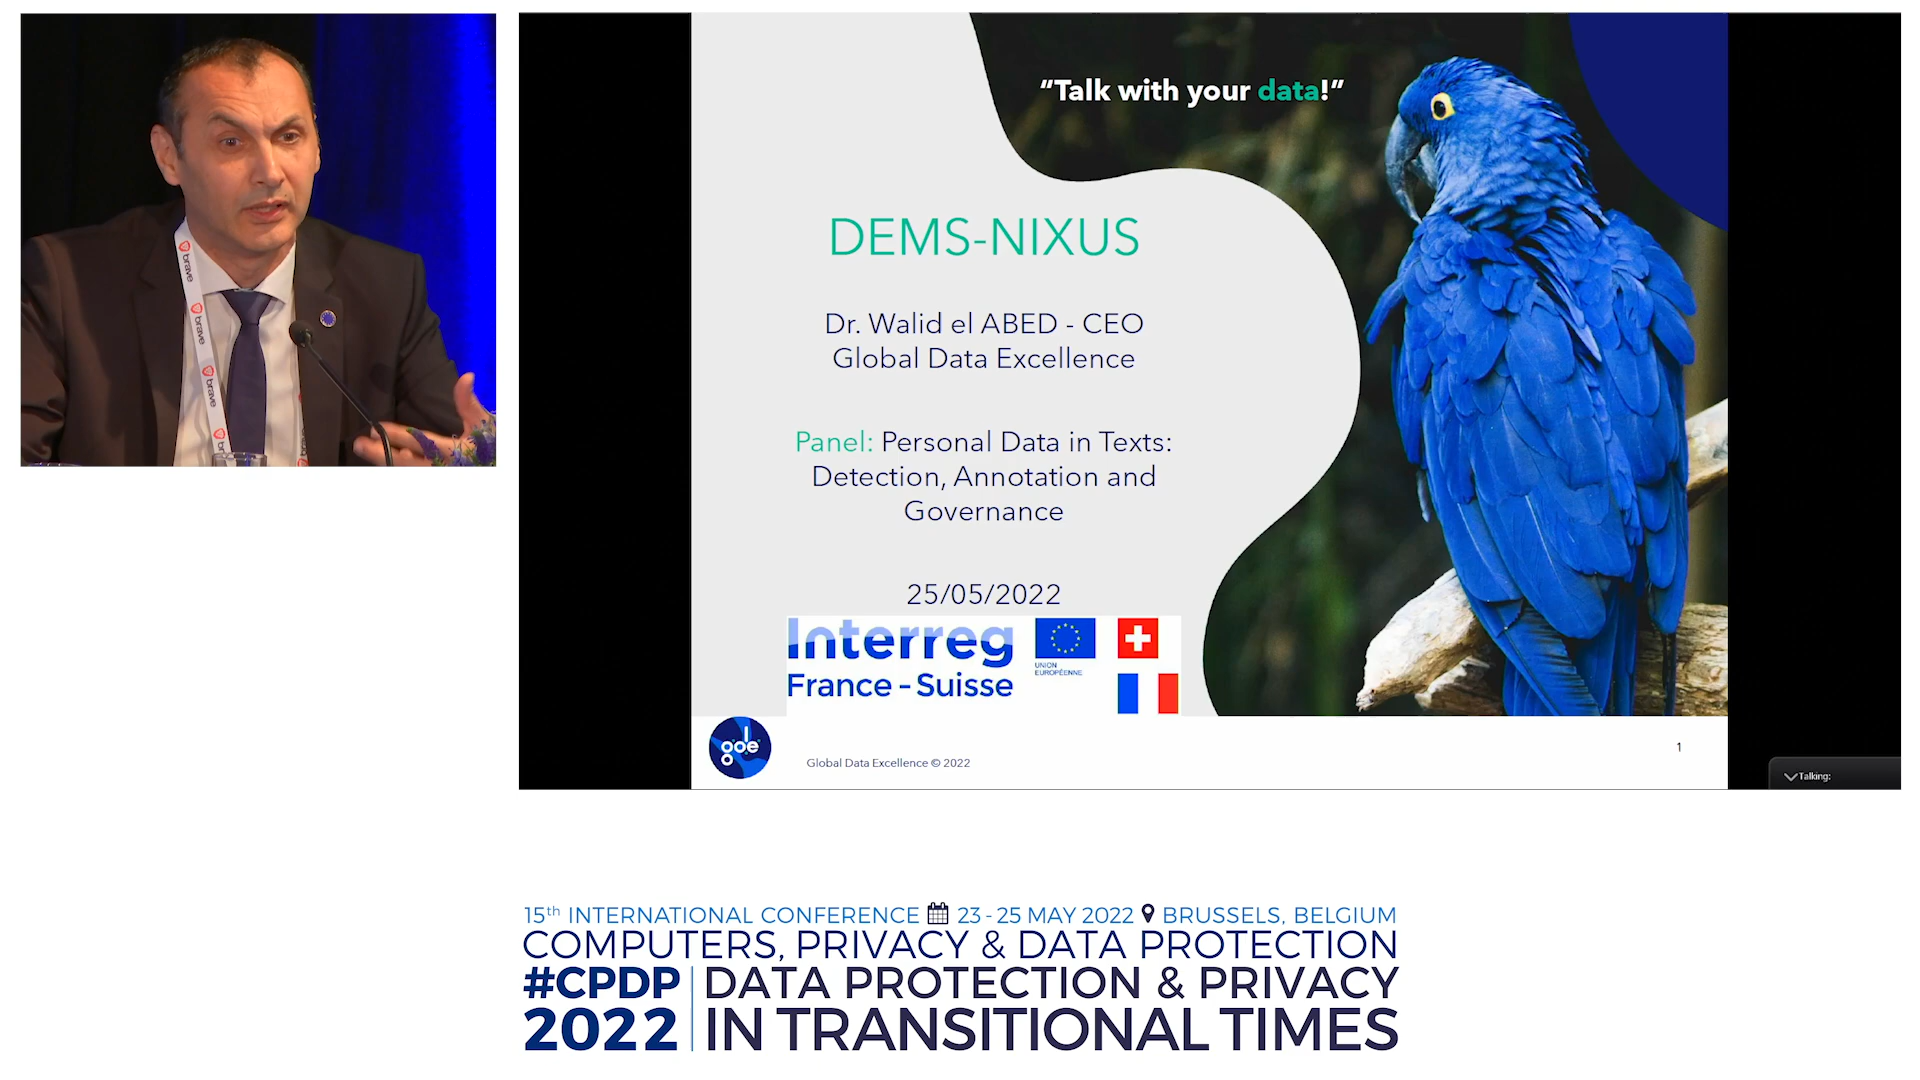 brave
brave
brave
"Talk with your data!"
DEMS-NIXUS
Dr. Walid el ABED - CEO
Global Data Excellence
Panel: Personal Data in Texts:
Detection, Annotation and
Governance
25/05/2022
Interreg
France - Suisse
UNION
EUROPÉENNE
Global Data Excellence © 2022
1
Talking:
15th INTERNATIONAL CONFERENCE 23 - 25 MAY 2022 BRUSSELS, BELGIUM
COMPUTERS, PRIVACY & DATA PROTECTION
#CPDP DATA PROTECTION & PRIVACY
2022 IN TRANSITIONAL TIMES